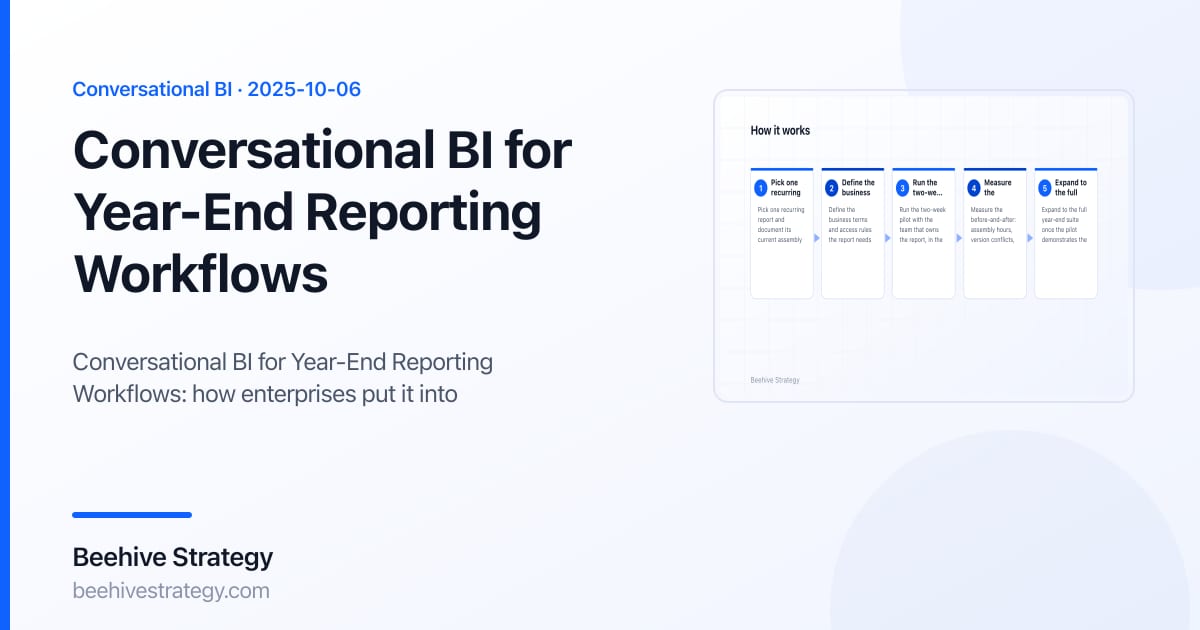 Conversational BI · 2025-10-06
Conversational BI for
Year-End Reporting
Workflows
Conversational BI for Year-End Reporting
Workflows: how enterprises put it into
Beehive Strategy
beehivestrategy.com
How it works
1
Pick one
recurring
Pick one recurring
report and
document its
current assembly
2
Define the
business
Define the
business terms
and access rules
the report needs
3
Run the
two-we...
Run the two-week
pilot with the
team that owns
the report, in the
4
Measure
the
Measure the
before-and-after:
assembly hours,
version conflicts,
5
Expand to
the full
Expand to the full
year-end suite
once the pilot
demonstrates the
Beehive Strategy